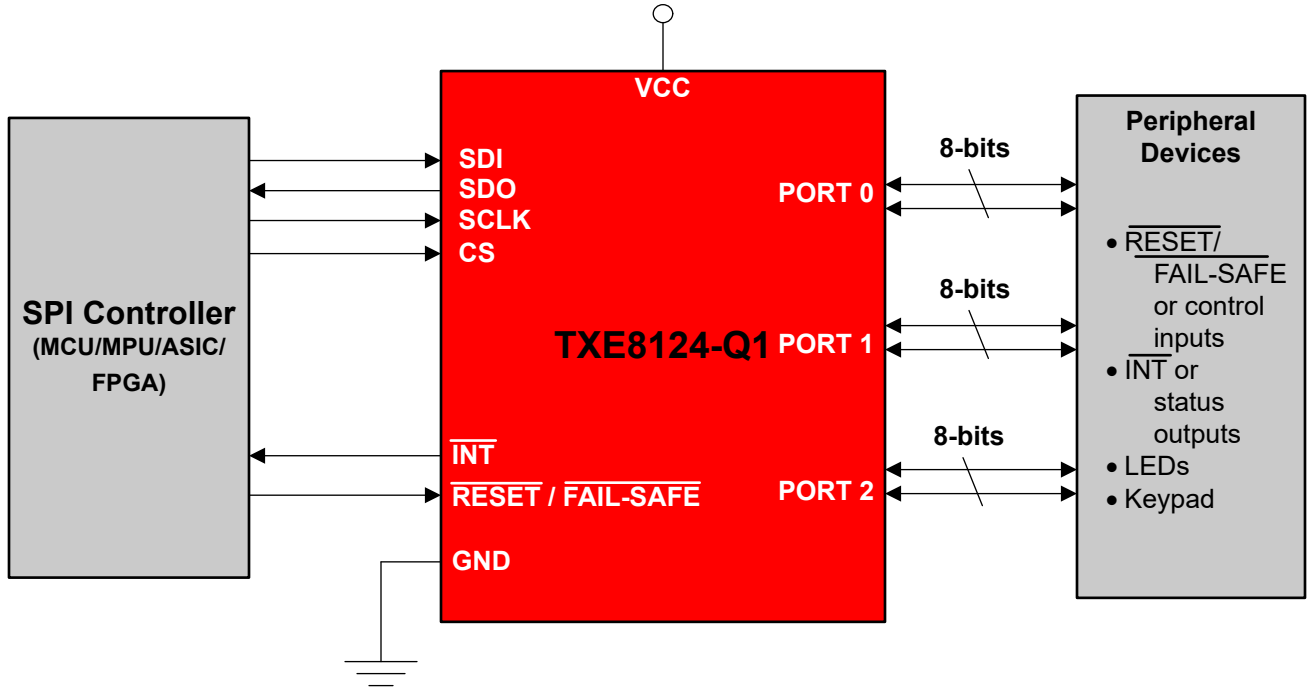 VCC
SPI Controller
(MCU/MPU/ASIC/
FPGA)
SDI
SDO
SCLK
CS
INT
RESET / FAIL-SAFE
GND
TXE8124-Q1
PORT 0
PORT 1
PORT 2
8-bits
8-bits
8-bits
Peripheral
Devices
• RESET/
FAIL-SAFE
or control
inputs
• INT or
status
outputs
• LEDs
• Keypad